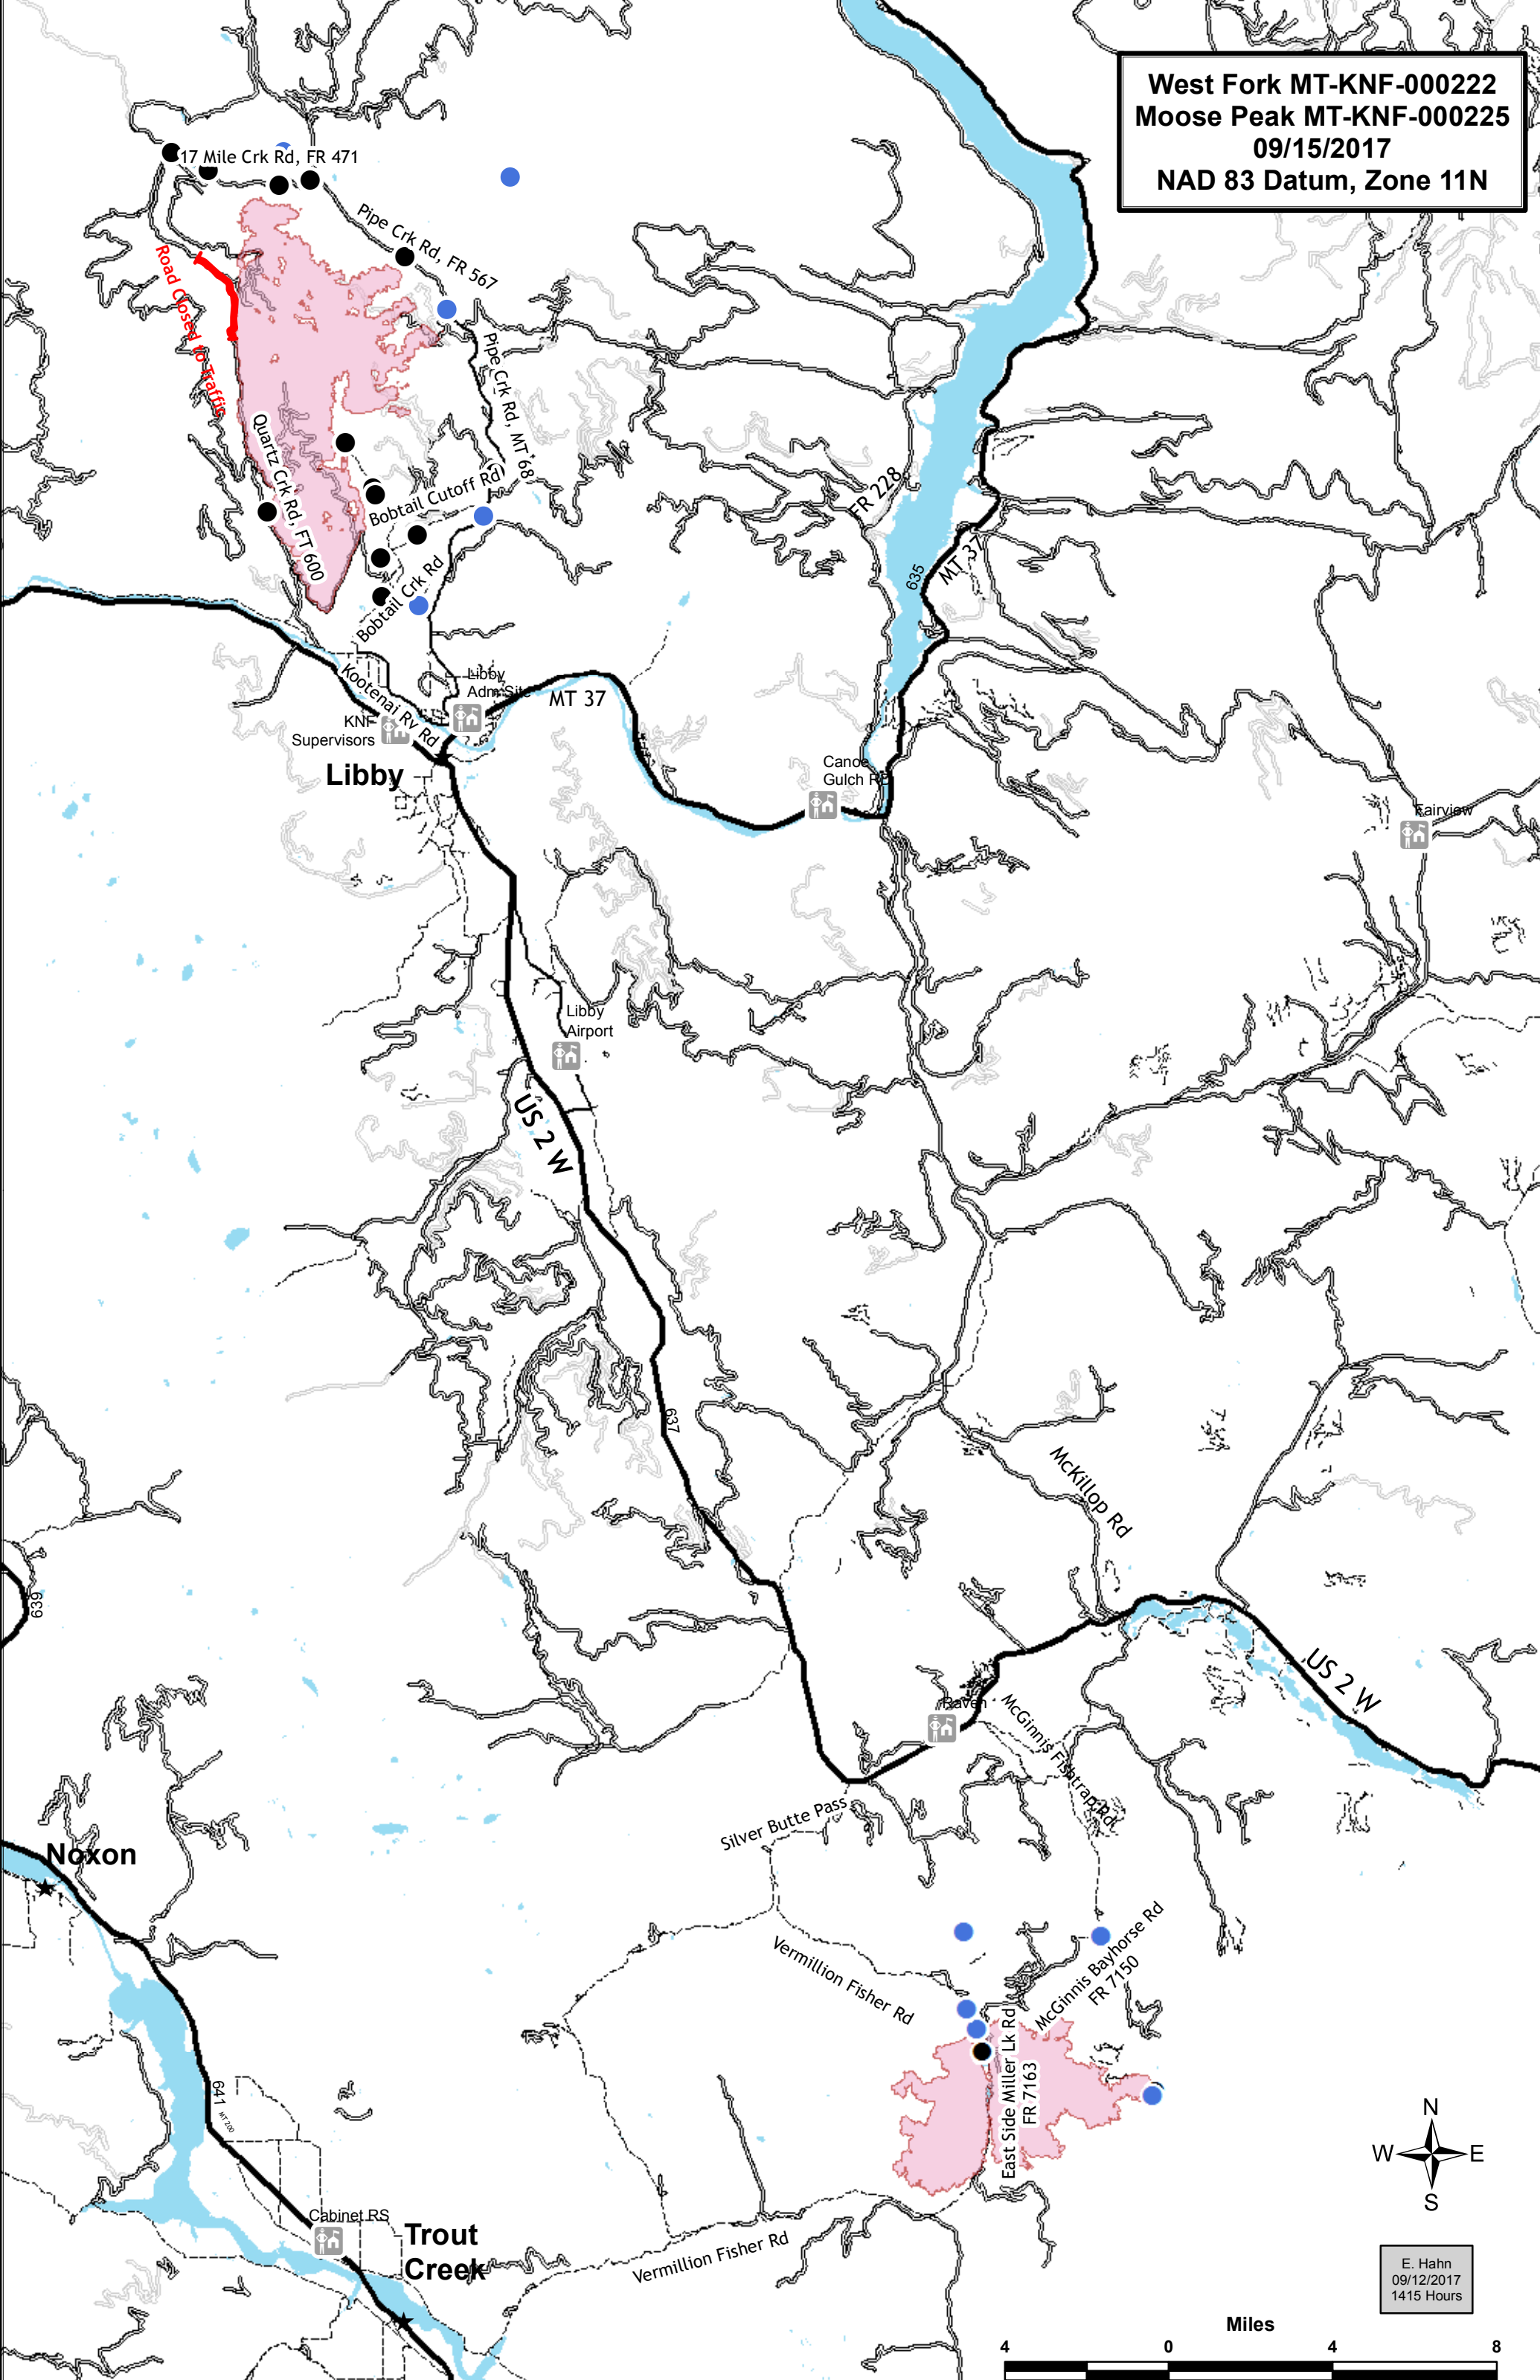 West Fork MT-KNF-000222
Moose Peak MT-KNF-000225
09/15/2017
NAD 83 Datum, Zone 11N
17 Mile Crk Rd, FR 471
Pipe Crk Rd, FR 567
Road Closed to Traffic
Pipe Crk Rd, MT 68
Quartz Crk Rd, FT 600
Bobtail Cutoff Rd
FR 228
MT 37
635
Bobtail Crk Rd
Kootenai Rv Rd
Libby
Adm Site
MT 37
KNF
Supervisors
Libby
Canoe
Gulch RD
Fairview
Libby
Airport
US 2 W
637
McKillop Rd
639
US 2 W
Raven
McGinnis Fishtrap Rd
Silver Butte Pass
Noxon
Vermillion Fisher Rd
McGinnis Bayhorse Rd
FR 7150
East Side Miller Lk Rd
FR 7163
641
MT 200
N
W
E
S
Cabinet RS
Trout
Creek
Vermillion Fisher Rd
E. Hahn
09/12/2017
1415 Hours
Miles
4 0 4 8